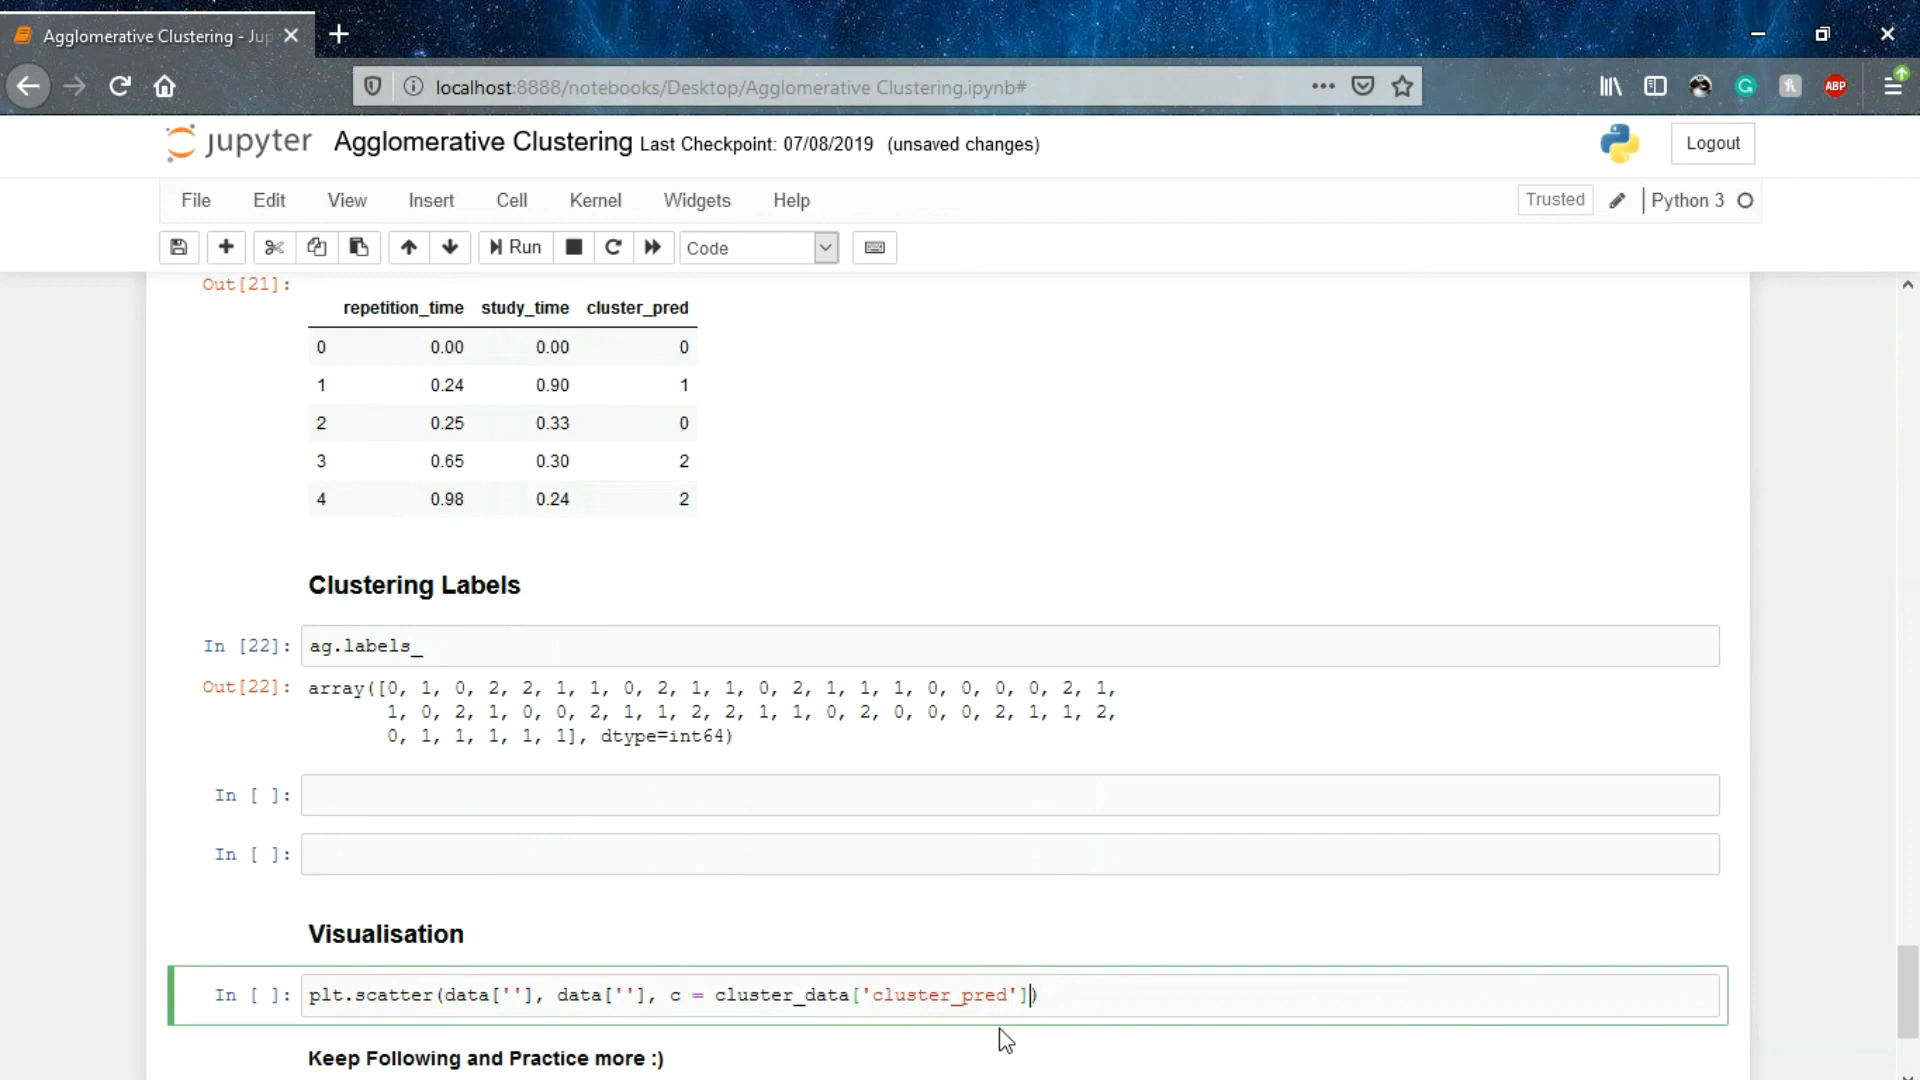 Agglomerative Clustering - Jup
localhost:8888/notebooks/Desktop/Agglomerative Clustering.ipynb#
ABP
jupyter Agglomerative Clustering Last Checkpoint: 07/08/2019 (unsaved changes)
Logout
File Edit View Insert Cell Kernel Widgets Help
Trusted Python 3
Run Code
Out[21]:
repetition_time study_time cluster_pred
0 0.00 0.00 0
1 0.24 0.90 1
2 0.25 0.33 0
3 0.65 0.30 2
4 0.98 0.24 2
Clustering Labels
In [22]: ag.labels_
Out[22]: array([0, 1, 0, 2, 2, 1, 1, 0, 2, 1, 1, 0, 2, 1, 1, 1, 0, 0, 0, 0, 2, 1,
1, 0, 2, 1, 0, 0, 2, 1, 1, 2, 2, 1, 1, 0, 2, 0, 0, 0, 2, 1, 1, 2,
0, 1, 1, 1, 1, 1], dtype=int64)
In [ ]:
In [ ]:
Visualisation
In [ ]: plt.scatter(data[''], data[''], c = cluster_data['cluster_pred'])
Keep Following and Practice more :)